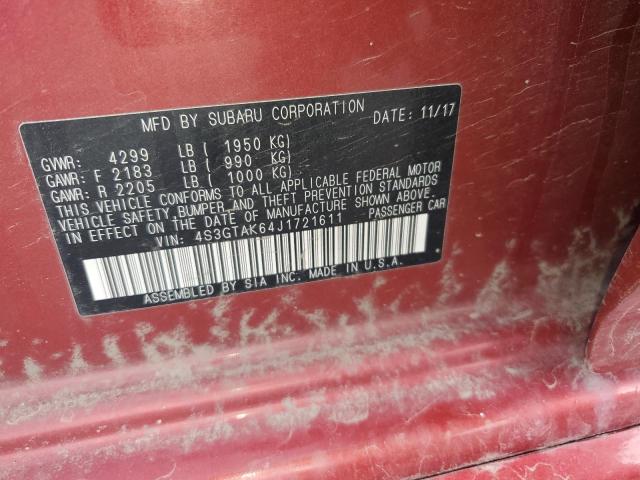 MFD BY SUBARU CORPORATION DATE: 11/17
GVWR: 4299 LB ( 1950 KG)
GAWR: F 2183 LB ( 990 KG)
GAWR: R 2205 LB ( 1000 KG)
THIS VEHICLE CONFORMS TO ALL APPLICABLE FEDERAL MOTOR
VEHICLE SAFETY, BUMPER AND THEFT PREVENTION STANDARDS
IN EFFECT ON THE DATE OF MANUFACTURE SHOWN ABOVE.
VIN: 4S3GTAK64J1721611 PASSENGER CAR
ASSEMBLED BY SIA INC. MADE IN U.S.A.